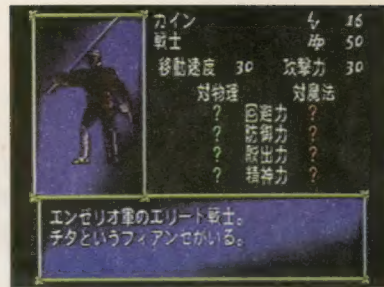 カイン Lv 16
戦士 Hp 50
移動速度 30 攻撃力 30
対物理 対魔法
? 回避力 ?
? 防御力 ?
? 脱出力 ?
? 精神力 ?
エンゼリオ軍のエリート戦士。
チタというフィアンセがいる。